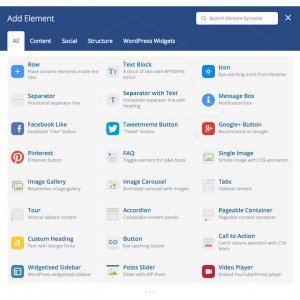 Add Element
Search element by name
All
Content
Social
Structure
WordPress Widgets
Row
Place content elements inside the row
Text Block
A block of text with WYSIWYG editor
Icon
Eye catching icons from libraries
Separator
Horizontal separator line
Separator with Text
Horizontal separator line with heading
Message Box
Notification box
Facebook Like
Facebook "Like" button
Tweetmeme Button
"Tweet" button
Google+ Button
Recommend on Google
Pinterest
Pinterest button
FAQ
Toggle element for Q&A block
Single Image
Simple image with CSS animation
Image Gallery
Responsive image gallery
Image Carousel
Animated carousel with images
Tabs
Tabbed content
Tour
Vertical tabbed content
Accordion
Collapsible content panels
Pageable Container
Pageable content container
Custom Heading
Text with Google fonts
Button
Eye catching button
Call to Action
Catch visitors attention with CTA block
Widgetised Sidebar
WordPress widgetised sidebar
Posts Slider
Slider with WP Posts
Video Player
Embed YouTube/Vimeo player